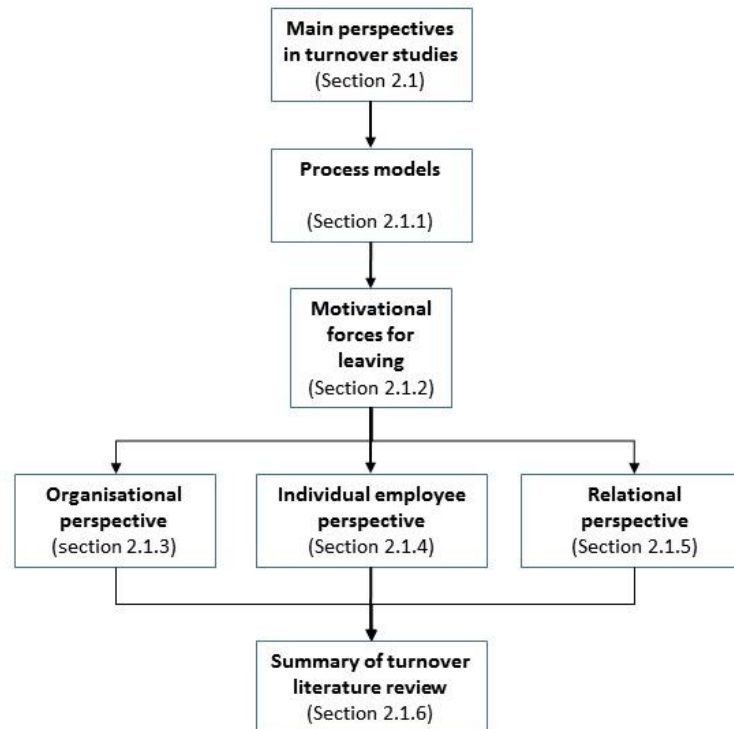 Main perspectives
in turnover studies
(Section 2.1)
Process models
(Section 2.1.1)
Motivational
forces for
leaving
(Section 2.1.2)
Organisational
perspective
(section 2.1.3)
Individual employee
perspective
(Section 2.1.4)
Relational
perspective
(Section 2.1.5)
Summary of turnover
literature review
(Section 2.1.6)